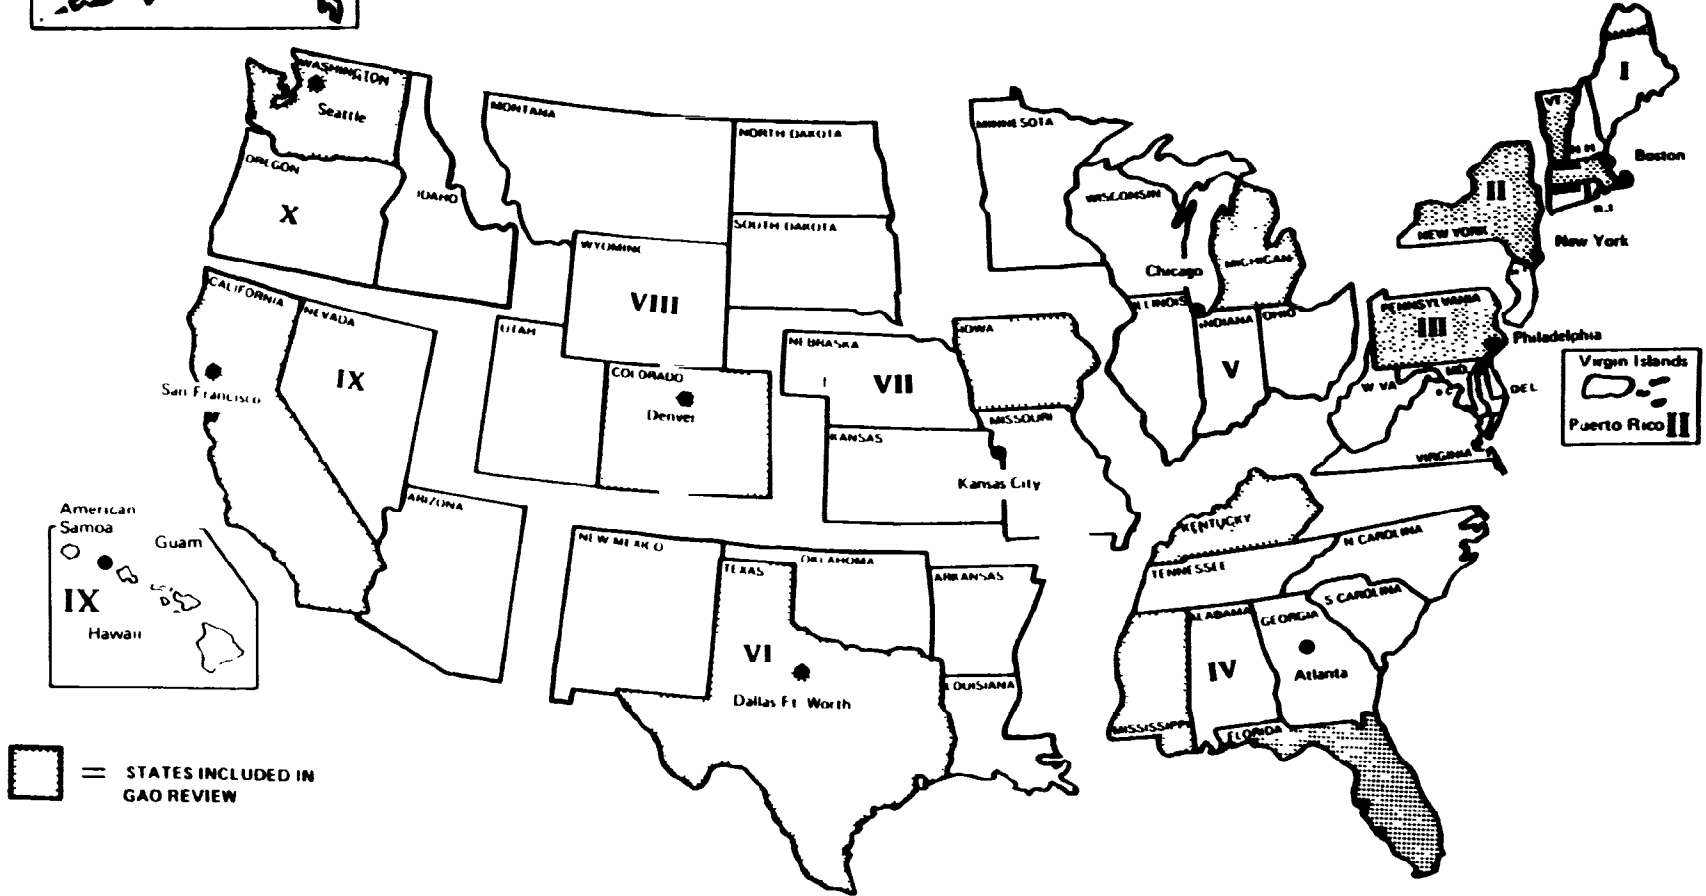 MAINE
I
WASHINGTON
Seattle
MONTANA
NORTH DAKOTA
MINNESOTA
VT
N H
Boston
OREGON
X
IDAHO
WISCONSIN
II
R.I
SOUTH DAKOTA
NEW YORK
New York
WYOMING
VIII
Chicago
MICHIGAN
CALIFORNIA
NEVADA
UTAH
IOWA
ILLINOIS
INDIANA
OHIO
PENNSYLVANIA
III
Philadelphia
NEBRASKA
VII
IX
COLORADO
Denver
San Francisco
V
W VA
MD
DEL
Virgin Islands
Puerto Rico II
MISSOURI
KANSAS
Kansas City
VIRGINIA
ARIZONA
American
Samoa
Guam
IX
Hawaii
NEW MEXICO
TEXAS
OKLAHOMA
ARKANSAS
KENTUCKY
TENNESSEE
N CAROLINA
S CAROLINA
ALABAMA
GEORGIA
VI
Dallas Ft Worth
LOUISIANA
IV
Atlanta
MISSISSIPPI
FLORIDA
= STATES INCLUDED IN
GAO REVIEW